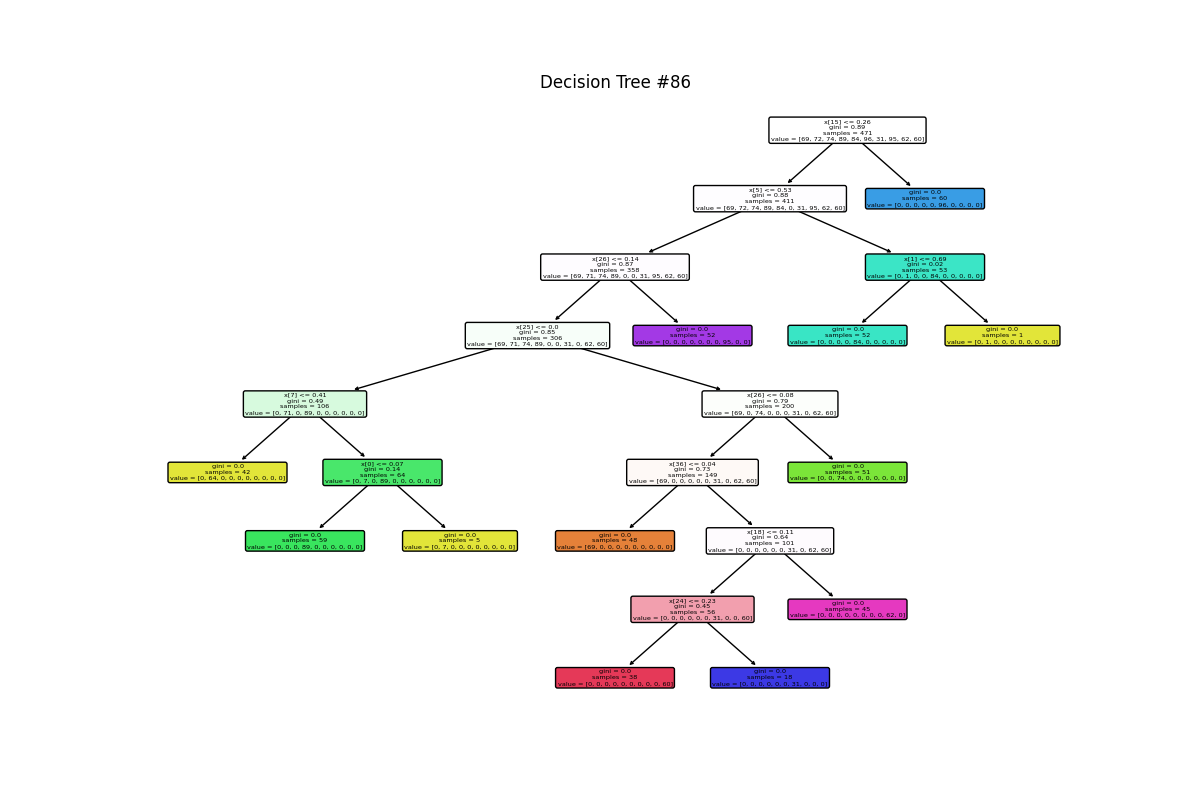 Decision Tree #86
x[15] <= 0.26
gini = 0.89
samples = 471
value = [69, 72, 74, 89, 84, 96, 31, 95, 62, 60]
x[5] <= 0.53
gini = 0.88
samples = 411
value = [69, 72, 74, 89, 84, 0, 31, 95, 62, 60]
gini = 0.0
samples = 60
value = [0, 0, 0, 0, 0, 96, 0, 0, 0, 0]
x[26] <= 0.14
gini = 0.87
samples = 358
value = [69, 71, 74, 89, 0, 0, 31, 95, 62, 60]
x[1] <= 0.69
gini = 0.02
samples = 53
value = [0, 1, 0, 0, 84, 0, 0, 0, 0, 0]
x[25] <= 0.0
gini = 0.85
samples = 306
value = [69, 71, 74, 89, 0, 0, 31, 0, 62, 60]
gini = 0.0
samples = 52
value = [0, 0, 0, 0, 0, 0, 0, 95, 0, 0]
gini = 0.0
samples = 52
value = [0, 0, 0, 0, 84, 0, 0, 0, 0, 0]
gini = 0.0
samples = 1
value = [0, 1, 0, 0, 0, 0, 0, 0, 0, 0]
x[7] <= 0.41
gini = 0.49
samples = 106
value = [0, 71, 0, 89, 0, 0, 0, 0, 0, 0]
x[26] <= 0.08
gini = 0.79
samples = 200
value = [69, 0, 74, 0, 0, 0, 31, 0, 62, 60]
gini = 0.0
samples = 42
value = [0, 64, 0, 0, 0, 0, 0, 0, 0, 0]
x[0] <= 0.07
gini = 0.14
samples = 64
value = [0, 7, 0, 89, 0, 0, 0, 0, 0, 0]
x[36] <= 0.04
gini = 0.73
samples = 149
value = [69, 0, 0, 0, 0, 0, 31, 0, 62, 60]
gini = 0.0
samples = 51
value = [0, 0, 74, 0, 0, 0, 0, 0, 0, 0]
gini = 0.0
samples = 59
value = [0, 0, 0, 89, 0, 0, 0, 0, 0, 0]
gini = 0.0
samples = 5
value = [0, 7, 0, 0, 0, 0, 0, 0, 0, 0]
gini = 0.0
samples = 48
value = [69, 0, 0, 0, 0, 0, 0, 0, 0, 0]
x[18] <= 0.11
gini = 0.64
samples = 101
value = [0, 0, 0, 0, 0, 0, 31, 0, 62, 60]
x[24] <= 0.23
gini = 0.45
samples = 56
value = [0, 0, 0, 0, 0, 0, 31, 0, 0, 60]
gini = 0.0
samples = 45
value = [0, 0, 0, 0, 0, 0, 0, 0, 62, 0]
gini = 0.0
samples = 38
value = [0, 0, 0, 0, 0, 0, 0, 0, 0, 60]
gini = 0.0
samples = 18
value = [0, 0, 0, 0, 0, 0, 31, 0, 0, 0]